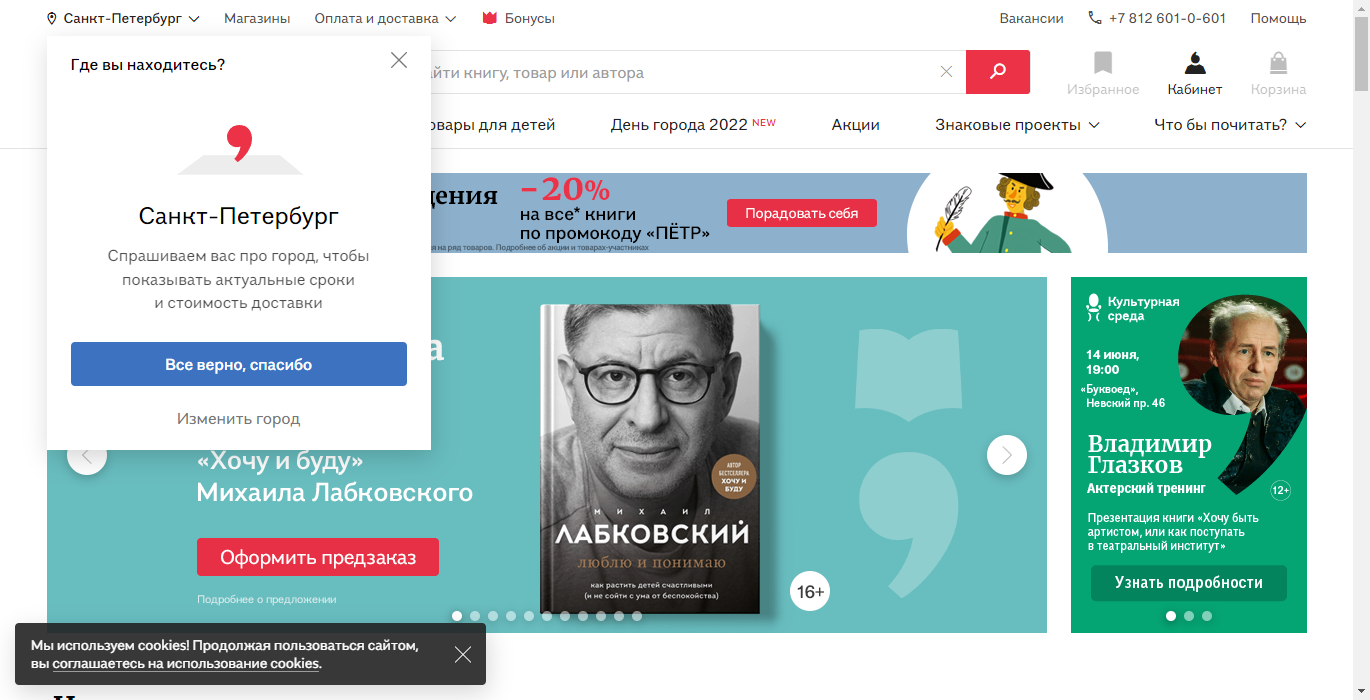 Санкт-Петербург
Магазины
Оплата и доставка
Бонусы
Вакансии
+7 812 601-0-601
Помощь
Где вы находитесь?
книгу, товар или автора
Избранное
Кабинет
Корзина
для детей
День города 2022 NEW
Акции
Знаковые проекты
Что бы почитать?
Санкт-Петербург
Спрашиваем вас про город, чтобы
показывать актуальные сроки
и стоимость доставки
Все верно, спасибо
Изменить город
–20%
на все* книги
по промокоду «ПЁТР»
на ряд товаров. Подробнее об акции и товарах-участниках
Порадовать себя
«Хочу и буду»
Михаила Лабковского
Оформить предзаказ
Подробнее о предложении
АВТОР
БЕСТСЕЛЛЕРА
ХОЧУ И
БУДУ
МИХАИЛ
ЛАБКОВСКИЙ
люблю и понимаю
как растить детей счастливыми
(и не сойти с ума от беспокойства)
16+
Культурная
среда
14 июня,
19:00
«Буквоед»,
Невский пр. 46
Владимир
Глазков
Актерский тренинг
12+
Презентация книги «Хочу быть
артистом, или как поступать
в театральный институт»
Узнать подробности
Мы используем cookies! Продолжая пользоваться сайтом,
вы соглашаетесь на использование cookies.